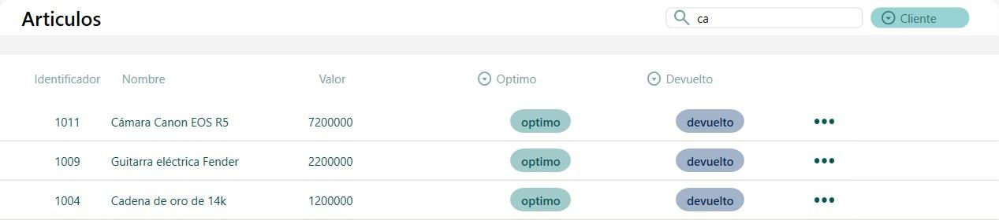 Articulos ca Cliente
Identificador Nombre Valor Optimo Devuelto
1011 Cámara Canon EOS R5 7200000 optimo devuelto •••
1009 Guitarra eléctrica Fender 2200000 optimo devuelto •••
1004 Cadena de oro de 14k 1200000 optimo devuelto •••